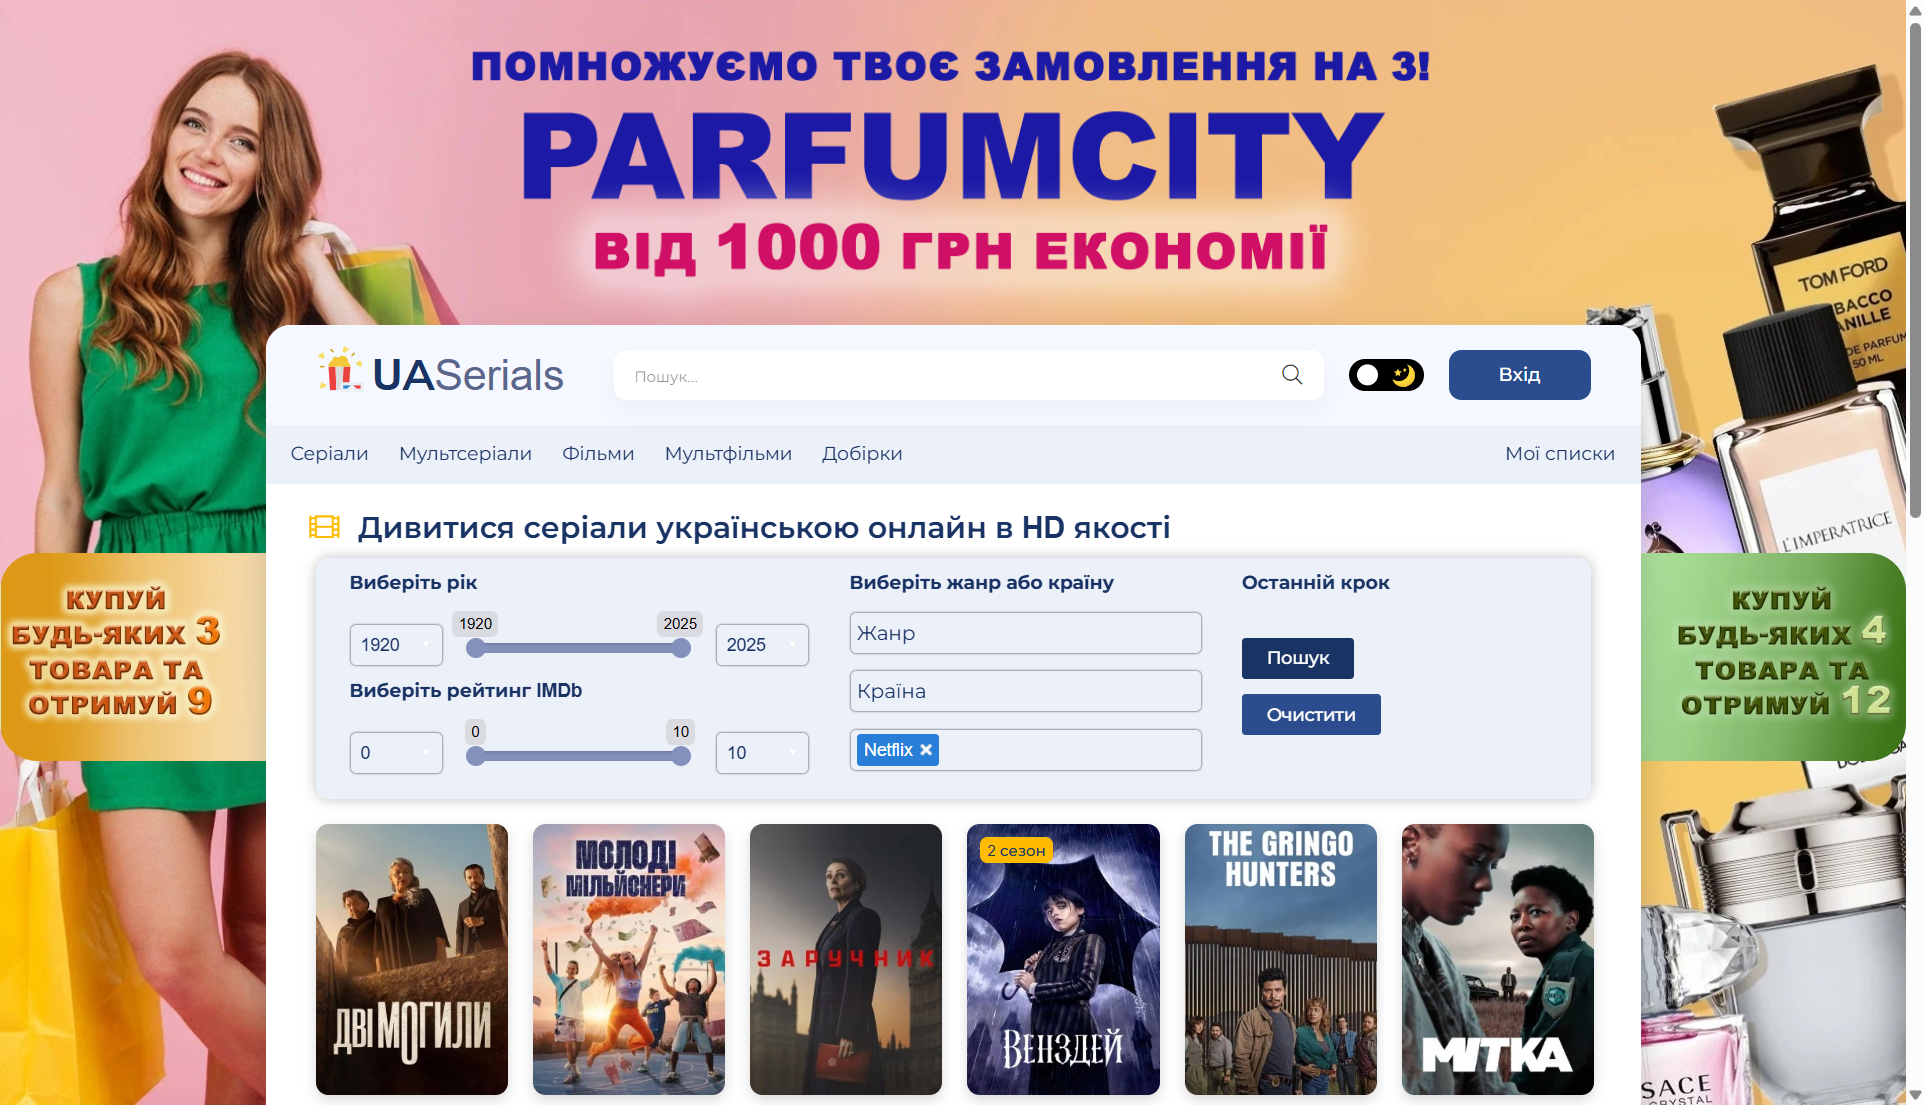 ПОМНОЖУЄМО ТВОЄ ЗАМОВЛЕННЯ НА 3!
PARFUMCITY
ВІД 1000 ГРН ЕКОНОМІЇ
TOM FORD
TOBACCO
VANILLE
DE PARFUM
50 ML
UASerials
Пошук...
Вхід
Серіали
Мультсеріали
Фільми
Мультфільми
Добірки
Мої списки
L'IMPERATRICE
Дивитися серіали українською онлайн в HD якості
Виберіть рік
1920
1920
2025
2025
Виберіть рейтинг IMDb
0
0
10
10
Виберіть жанр або країну
Жанр
Країна
Netflix
Останній крок
Пошук
Очистити
КУПУЙ
БУДЬ-ЯКИХ 3
ТОВАРА ТА
ОТРИМУЙ 9
КУПУЙ
БУДЬ-ЯКИХ 4
ТОВАРА ТА
ОТРИМУЙ 12
ДВІ МОГИЛИ
МОЛОДІ
МІЛЬЙОНЕРИ
ЗАРУЧНИК
2 сезон
ВЕНЗДЕЙ
THE GRINGO
HUNTERS
МІТКА
SACE
CRYSTAL